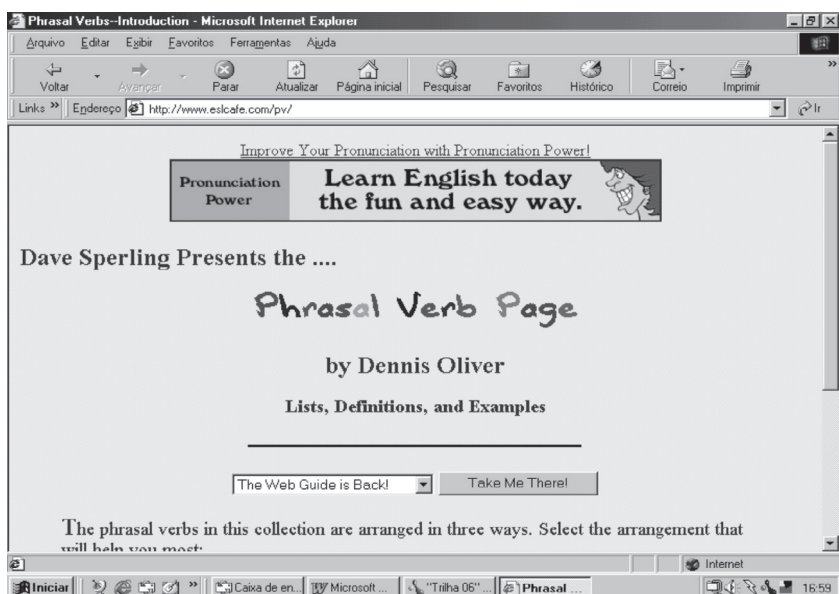 Phrasal Verbs--Introduction - Microsoft Internet Explorer
Arquivo Editar Exibir Favoritos Ferramentas Ajuda
Voltar Avançar Parar Atualizar Página inicial Pesquisar Favoritos Histórico Correio Imprimir
Links » Endereço http://www.eslcafe.com/pv/ Ir
Improve Your Pronunciation with Pronunciation Power!
Pronunciation Power
Learn English today
the fun and easy way.
Dave Sperling Presents the ....
Phrasal Verb Page
by Dennis Oliver
Lists, Definitions, and Examples
The Web Guide is Back! Take Me There!
The phrasal verbs in this collection are arranged in three ways. Select the arrangement that
will help you most:
Internet
Iniciar » Caixa de en... Microsoft ... "Trilha 06" ... Phrasal ... 16:59